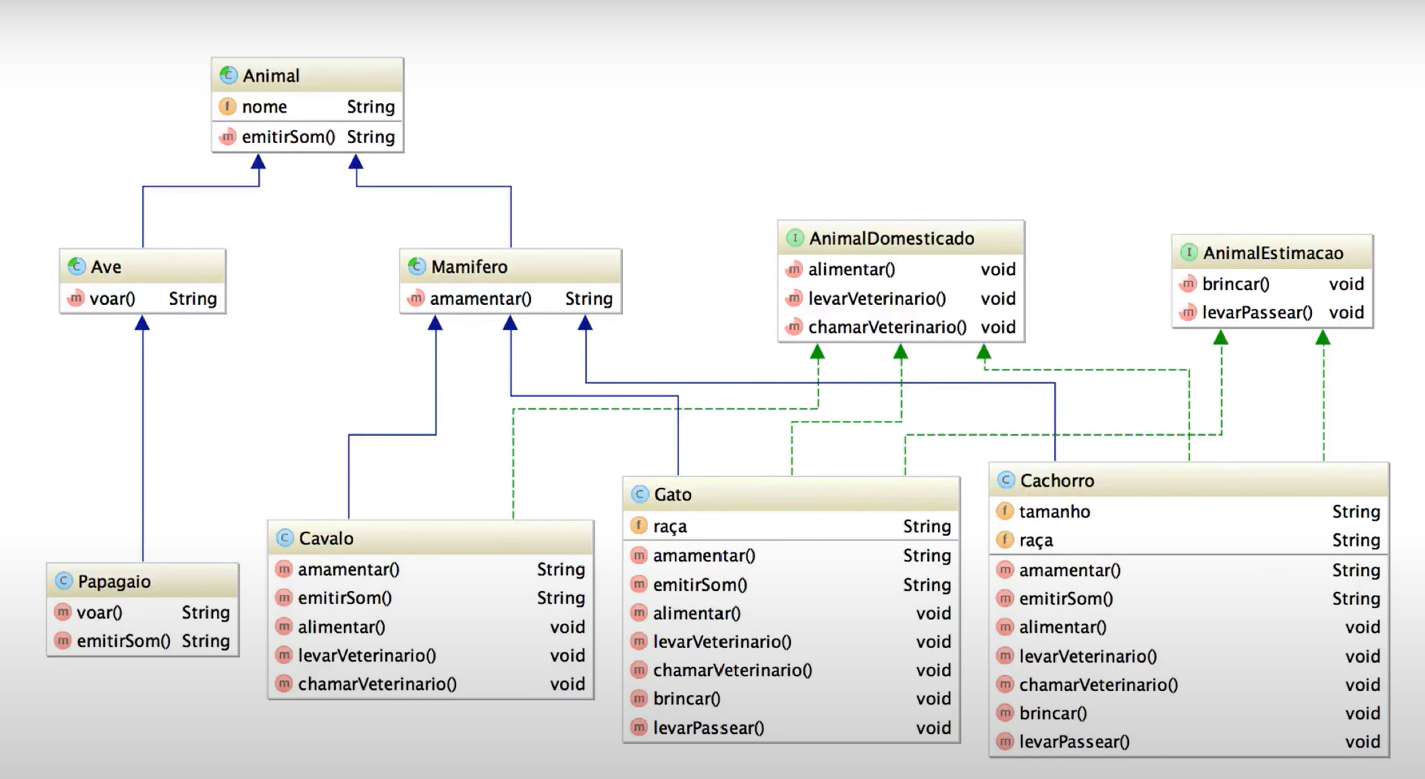 Animal
nome String
emitirSom() String
Ave
voar() String
Mamifero
amamentar() String
AnimalDomesticado
alimentar() void
levarVeterinario() void
chamarVeterinario() void
AnimalEstimacao
brincar() void
levarPassear() void
Papagaio
voar() String
emitirSom() String
Cavalo
amamentar() String
emitirSom() String
alimentar() void
levarVeterinario() void
chamarVeterinario() void
Gato
raça String
amamentar() String
emitirSom() String
alimentar() void
levarVeterinario() void
chamarVeterinario() void
brincar() void
levarPassear() void
Cachorro
tamanho String
raça String
amamentar() String
emitirSom() String
alimentar() void
levarVeterinario() void
chamarVeterinario() void
brincar() void
levarPassear() void